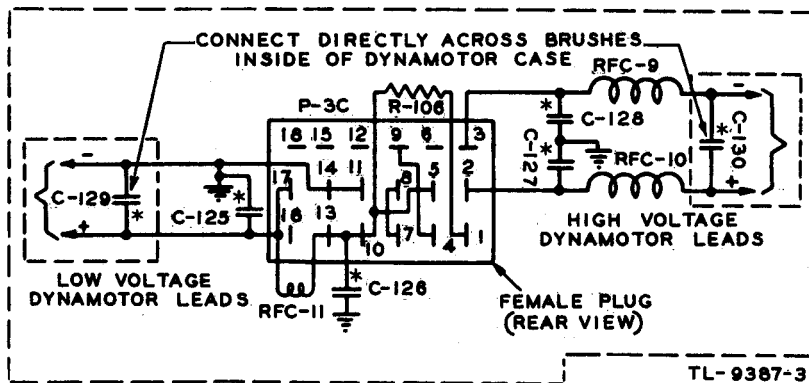 CONNECT DIRECTLY ACROSS BRUSHES
INSIDE OF DYNAMOTOR CASE
RFC-9
P-3C
R-106
-
18 15 12 9 6 3
* C-128
C-130 *
C-127 *
RFC-10
-
17 14 11 8 5 2
C-129 *
C-125 *
+
+
16 13 10 7 4 1
HIGH VOLTAGE
DYNAMOTOR LEADS
LOW VOLTAGE
DYNAMOTOR LEADS
RFC-11
* C-126
FEMALE PLUG
(REAR VIEW)
TL-9387-3